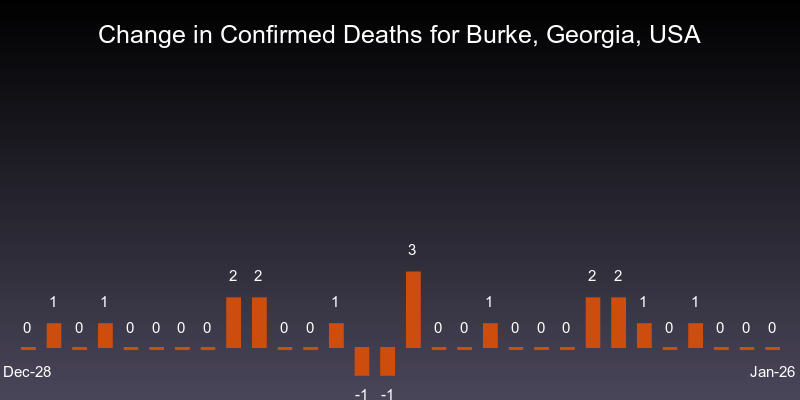 Change in Confirmed Deaths for Burke, Georgia, USA
3
2 2 2 2
1 1 1 1 1 1
0 0 0 0 0 0 0 0 0 0 0 0 0 0 0 0 0
Dec-28 Jan-26
-1 -1